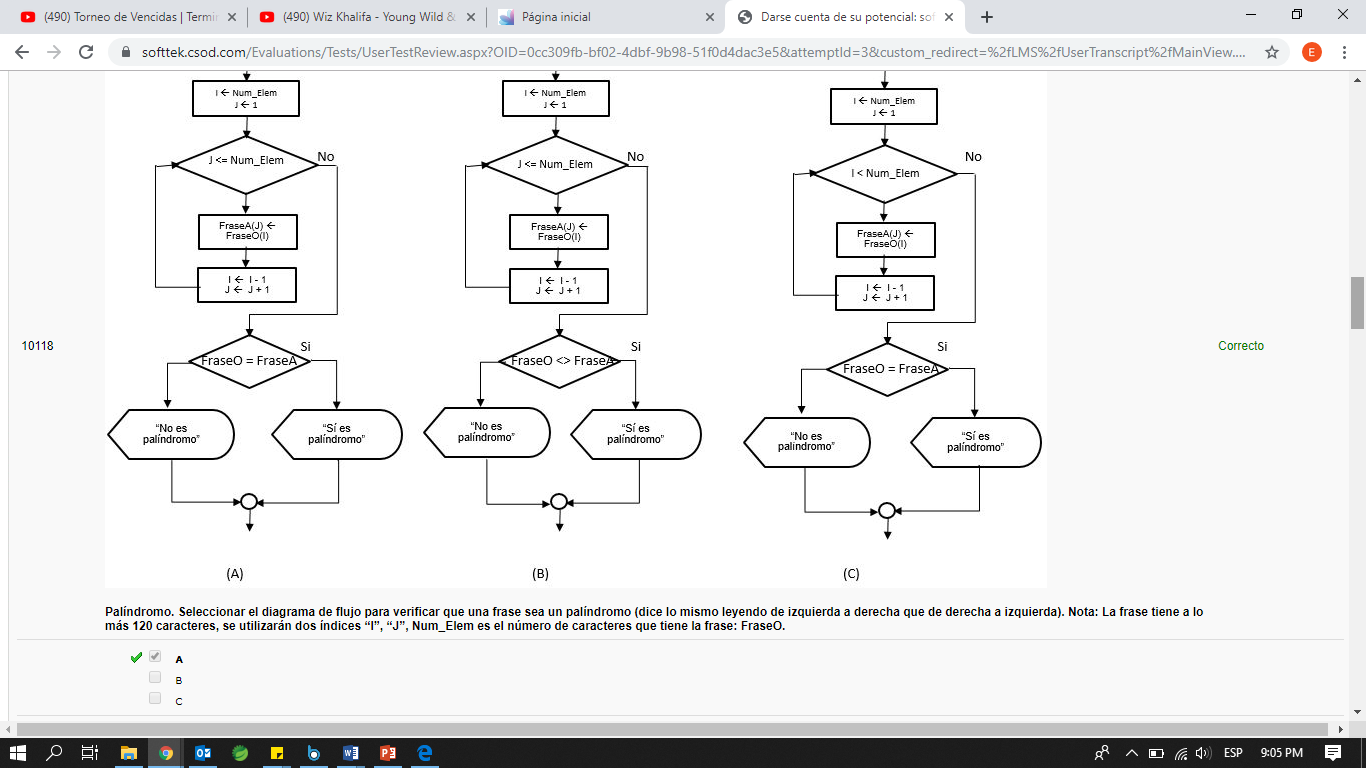 (490) Torneo de Vencidas | Termi
(490) Wiz Khalifa - Young Wild &
Página inicial
Darse cuenta de su potencial: sof
softtek.csod.com/Evaluations/Tests/UserTestReview.aspx?OID=0cc309fb-bf02-4dbf-9b98-51f0d4dac3e5&attemptId=3&custom_redirect=%2fLMS%2fUserTranscript%2fMainView....
E
I ← Num_Elem
J ← 1
J <= Num_Elem
No
FraseA(J) ←
FraseO(I)
I ← I - 1
J ← J + 1
Si
FraseO = FraseA
“No es
palíndromo”
“Sí es
palíndromo”
(A)
I ← Num_Elem
J ← 1
J <= Num_Elem
No
FraseA(J) ←
FraseO(I)
I ← I - 1
J ← J + 1
Si
FraseO <> FraseA
“No es
palíndromo”
“Sí es
palíndromo”
(B)
I ← Num_Elem
J ← 1
I < Num_Elem
No
FraseA(J) ←
FraseO(I)
I ← I - 1
J ← J + 1
Si
FraseO = FraseA
“No es
palíndromo”
“Sí es
palíndromo”
(C)
10118
Correcto
Palíndromo. Seleccionar el diagrama de flujo para verificar que una frase sea un palíndromo (dice lo mismo leyendo de izquierda a derecha que de derecha a izquierda). Nota: La frase tiene a lo
más 120 caracteres, se utilizarán dos índices “I”, “J”, Num_Elem es el número de caracteres que tiene la frase: FraseO.
A
B
C
ESP
9:05 PM